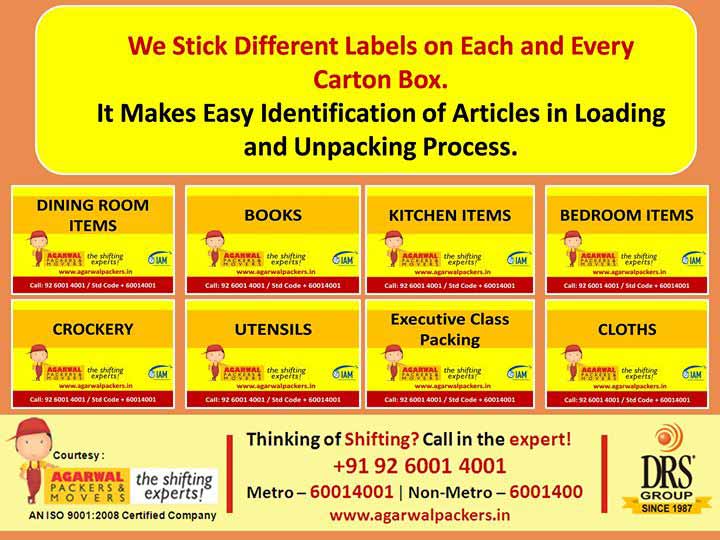 We Stick Different Labels on Each and Every
Carton Box.
It Makes Easy Identification of Articles in Loading
and Unpacking Process.
DINING ROOM
ITEMS
AGARWAL
PACKERS &
MOVERS
the shifting
experts!
IAM
www.agarwalpackers.in
Call: 92 6001 4001 / Std Code + 60014001
BOOKS
AGARWAL
PACKERS &
MOVERS
the shifting
experts!
IAM
www.agarwalpackers.in
Call: 92 6001 4001 / Std Code + 60014001
KITCHEN ITEMS
AGARWAL
PACKERS &
MOVERS
the shifting
experts!
IAM
www.agarwalpackers.in
Call: 92 6001 4001 / Std Code + 60014001
BEDROOM ITEMS
AGARWAL
PACKERS &
MOVERS
the shifting
experts!
IAM
www.agarwalpackers.in
Call: 92 6001 4001 / Std Code + 60014001
CROCKERY
AGARWAL
PACKERS &
MOVERS
the shifting
experts!
IAM
www.agarwalpackers.in
Call: 92 6001 4001 / Std Code + 60014001
UTENSILS
AGARWAL
PACKERS &
MOVERS
the shifting
experts!
IAM
www.agarwalpackers.in
Call: 92 6001 4001 / Std Code + 60014001
Executive Class
Packing
AGARWAL
PACKERS &
MOVERS
the shifting
experts!
IAM
www.agarwalpackers.in
Call: 92 6001 4001 / Std Code + 60014001
CLOTHS
AGARWAL
PACKERS &
MOVERS
the shifting
experts!
IAM
www.agarwalpackers.in
Call: 92 6001 4001 / Std Code + 60014001
Courtesy :
AGARWAL
PACKERS &
MOVERS
the shifting
experts!
AN ISO 9001:2008 Certified Company
Thinking of Shifting? Call in the expert!
+91 92 6001 4001
Metro – 60014001 | Non-Metro – 6001400
www.agarwalpackers.in
DRS
GROUP
SINCE 1987